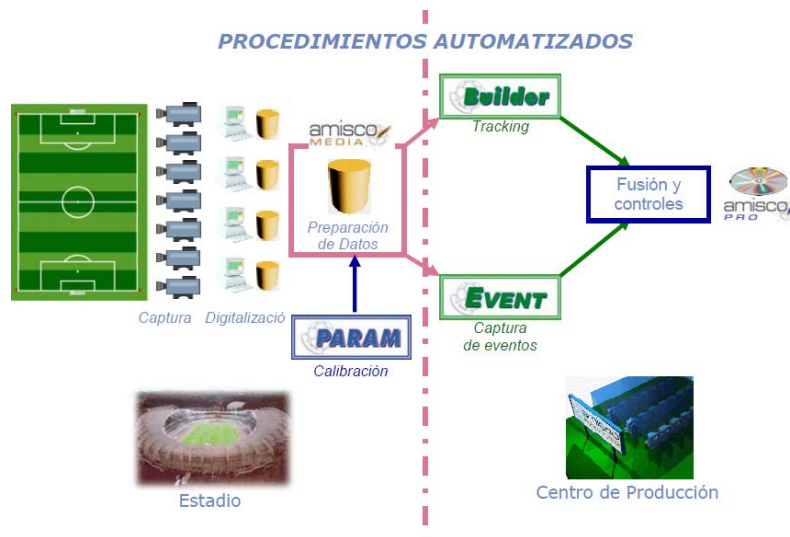 PROCEDIMIENTOS AUTOMATIZADOS
Builder
Tracking
amisco
MEDIA
Preparación
de Datos
Fusión y
controles
amisco
PRO
Captura
Digitalizació
PARAM
Calibración
EVENT
Captura
de eventos
Estadio
Centro de Producción